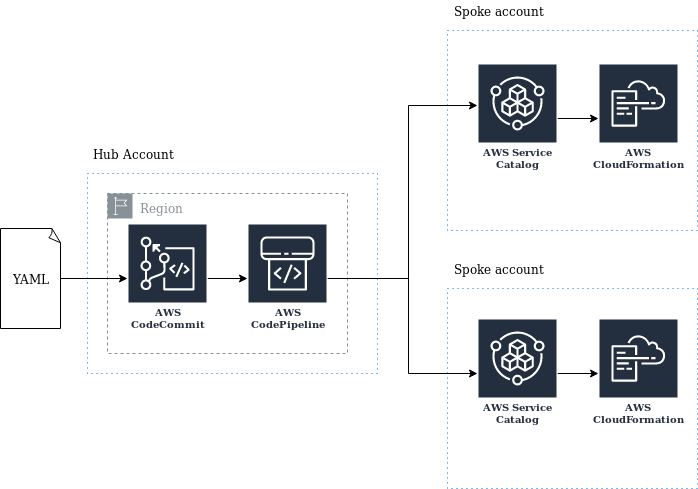 Spoke account
AWS Service
Catalog
AWS
CloudFormation
Hub Account
Region
YAML
AWS
CodeCommit
AWS
CodePipeline
Spoke account
AWS Service
Catalog
AWS
CloudFormation